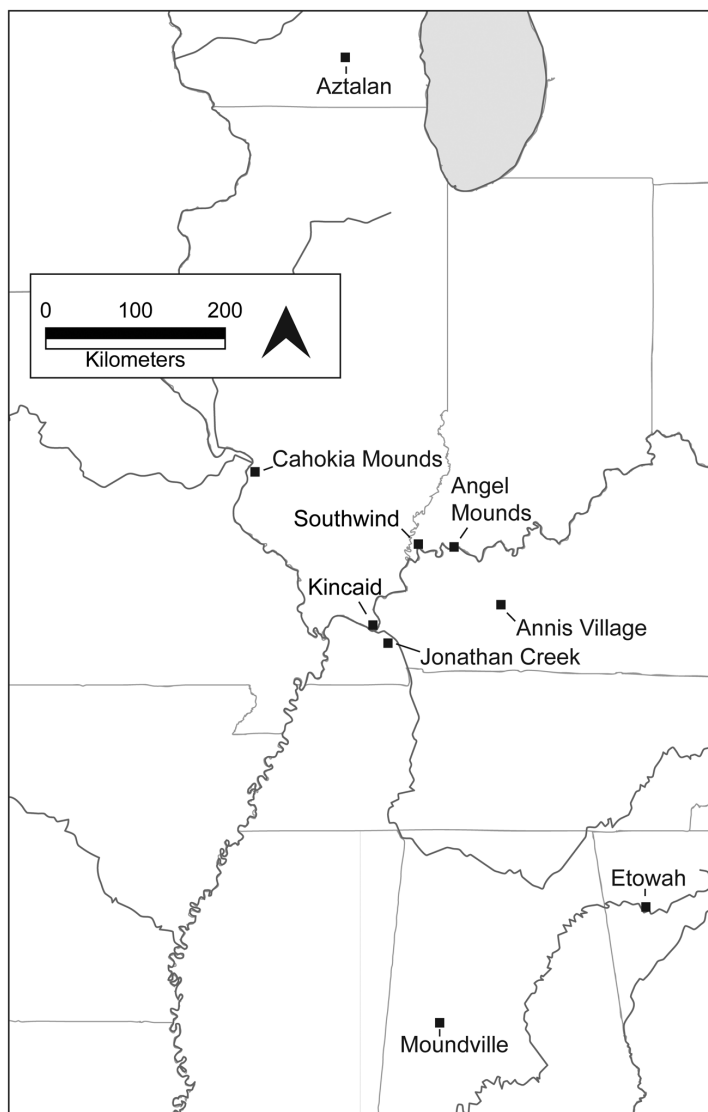 Aztalan
0 100 200
Kilometers
Cahokia Mounds
Angel
Mounds
Southwind
Kincaid
Annis Village
Jonathan Creek
Etowah
Moundville